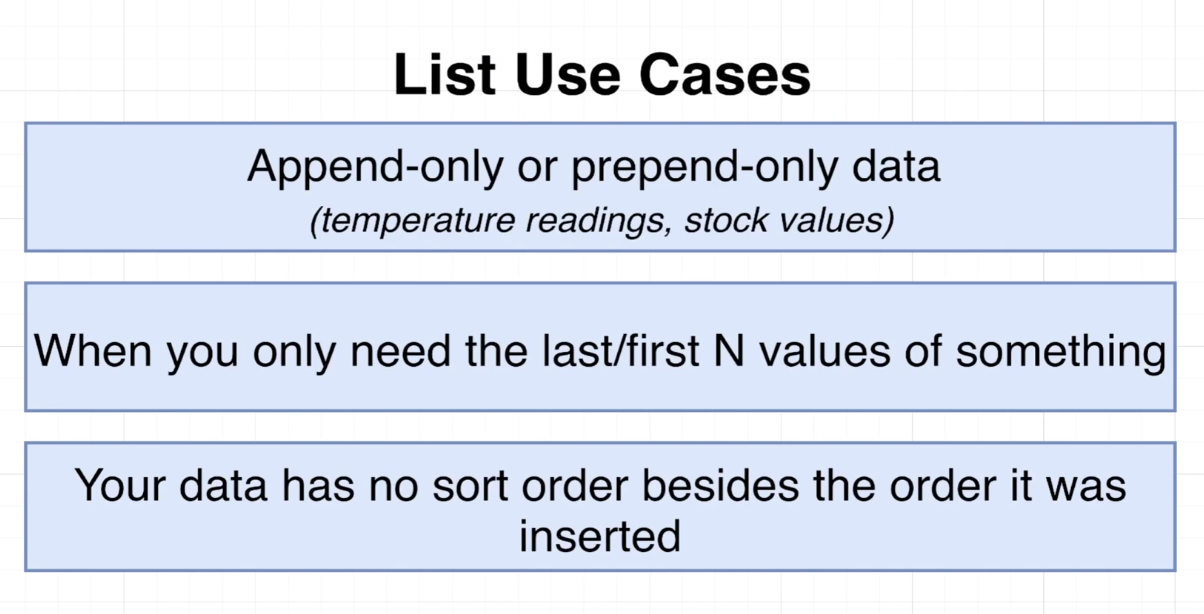 List Use Cases
Append-only or prepend-only data
(temperature readings, stock values)
When you only need the last/first N values of something
Your data has no sort order besides the order it was
inserted